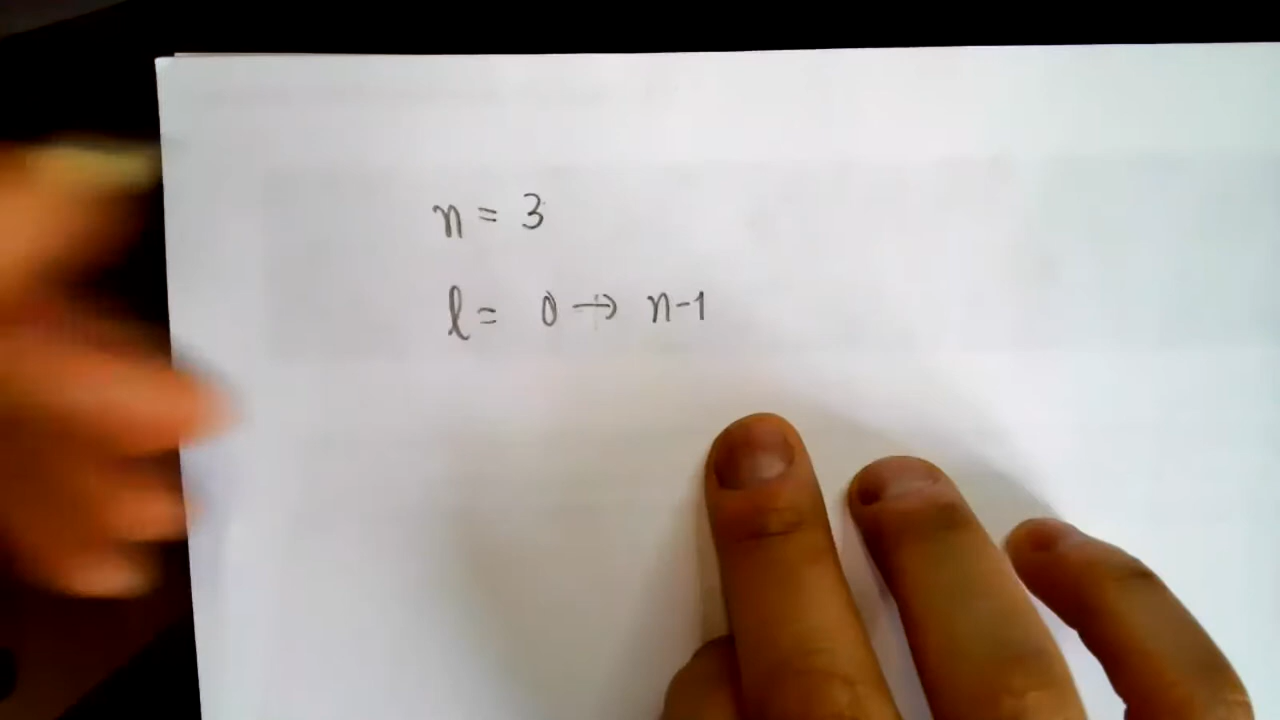 n = 3
l = 0 → n-1